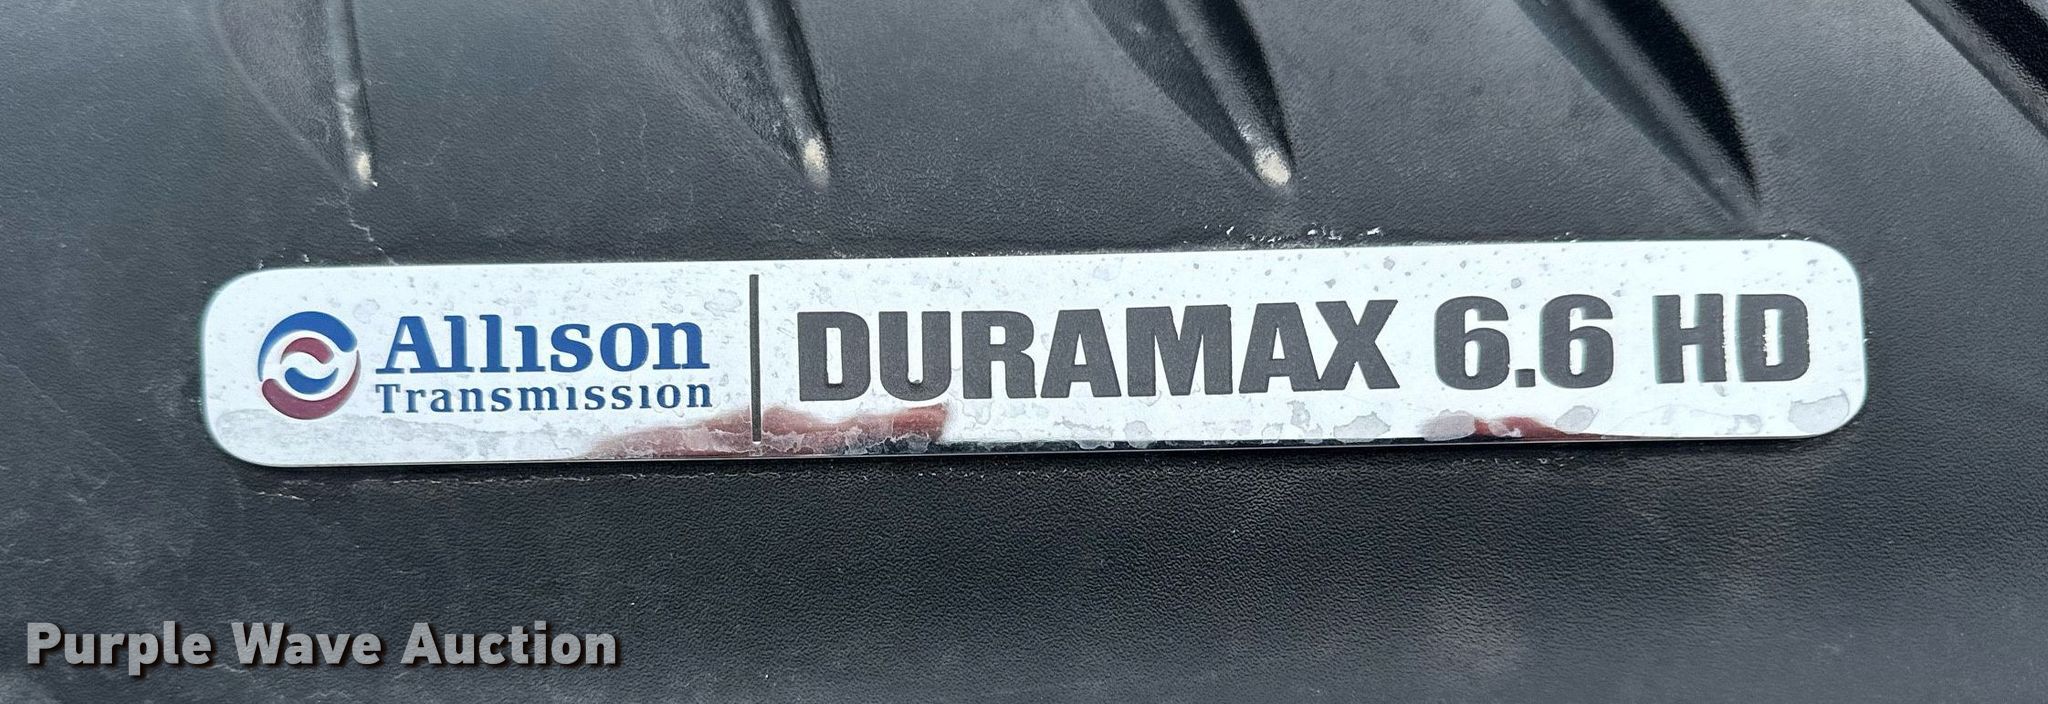 Allison
Transmission
DURAMAX 6.6 HD
Purple Wave Auction